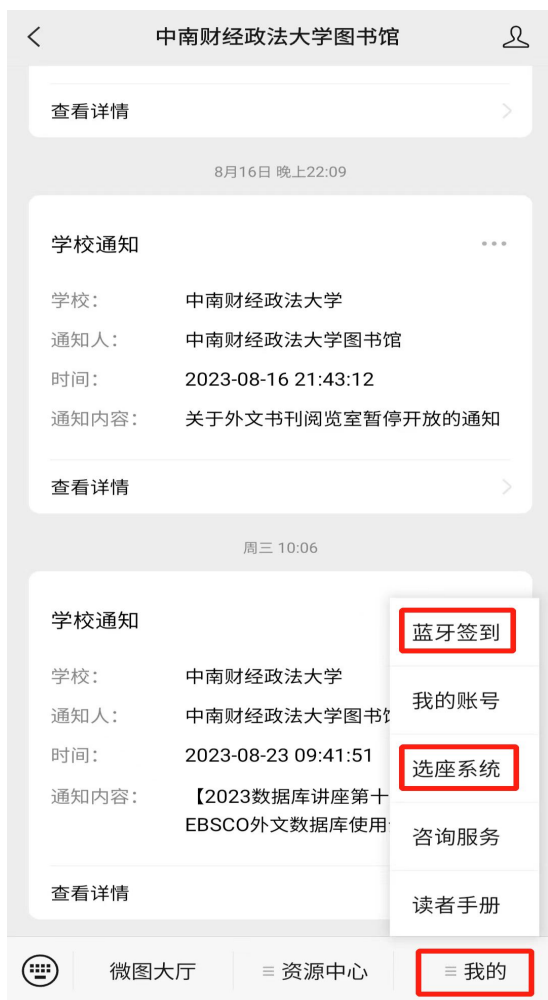 中南财经政法大学图书馆
查看详情
8月16日 晚上22:09
学校通知
学校: 中南财经政法大学
通知人: 中南财经政法大学图书馆
时间: 2023-08-16 21:43:12
通知内容: 关于外文书刊阅览室暂停开放的通知
查看详情
周三 10:06
学校通知
学校: 中南财经政法大学
通知人: 中南财经政法大学图书
时间: 2023-08-23 09:41:51
通知内容: 【2023数据库讲座第十
EBSCO外文数据库使用
查看详情
蓝牙签到
我的账号
选座系统
咨询服务
读者手册
微图大厅 资源中心 我的